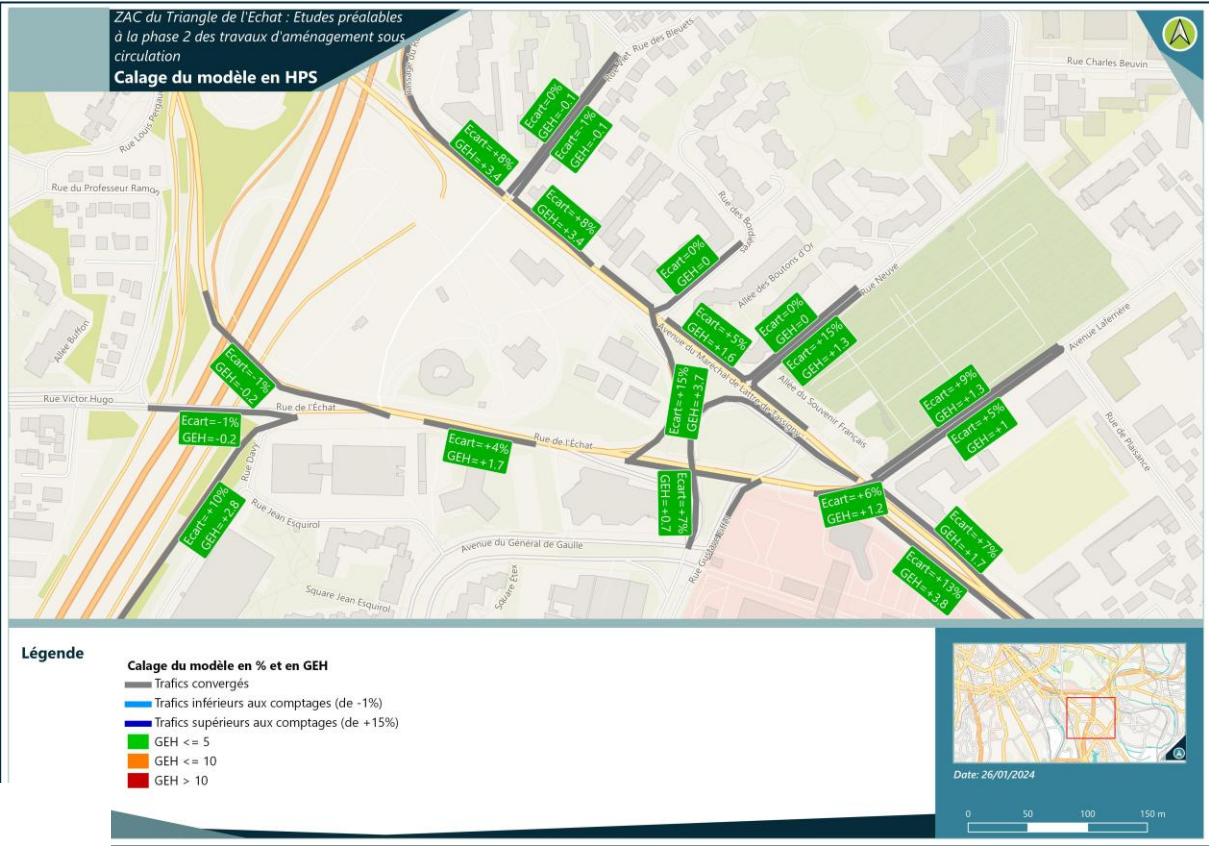 ZAC du Triangle de l'Echat : Etudes préalables
à la phase 2 des travaux d'aménagement sous
circulation
Calage du modèle en HPS
Rue Viet
Rue des Bleuets
Rue Charles Beuvin
Rue Louis Pergaud
Rue du Professeur Ramon
Ecart=0%
GEH=-0.1
Ecart=-1%
GEH=-0.1
Ecart=+8%
GEH=+3.4
Ecart=+8%
GEH=+3.4
Rue des Bordières
Ecart=0%
GEH=0
Allée des Boutons d'Or
Rue Neuve
Ecart=+5%
GEH=+1.6
Ecart=0%
GEH=0
Ecart=+15%
GEH=+1.3
Avenue Laferrière
Allée Buffon
Avenue du Maréchal de Lattre de Tassigny
Allée du Souvenir Français
Ecart=-1%
GEH=-0.2
Ecart=+15%
GEH=+3.7
Ecart=+9%
GEH=+1.3
Ecart=+5%
GEH=+1
Rue de Plaisance
Rue Victor Hugo
Rue de l'Échat
Ecart=-1%
GEH=-0.2
Ecart=+4%
GEH=+1.7
Rue de l'Échat
Rue Davy
Ecart=+10%
GEH=+2.8
Rue Jean Esquirol
Ecart=+7%
GEH=+0.7
Ecart=+6%
GEH=+1.2
Ecart=+7%
GEH=+1.7
Ecart=+13%
GEH=+3.8
Avenue du Général de Gaulle
Rue Gustave Eiffel
Square Jean Esquirol
Square Étex
Légende
Calage du modèle en % et en GEH
Trafics convergés
Trafics inférieurs aux comptages (de -1%)
Trafics supérieurs aux comptages (de +15%)
GEH <= 5
GEH <= 10
GEH > 10
Date: 26/01/2024
0 50 100 150 m